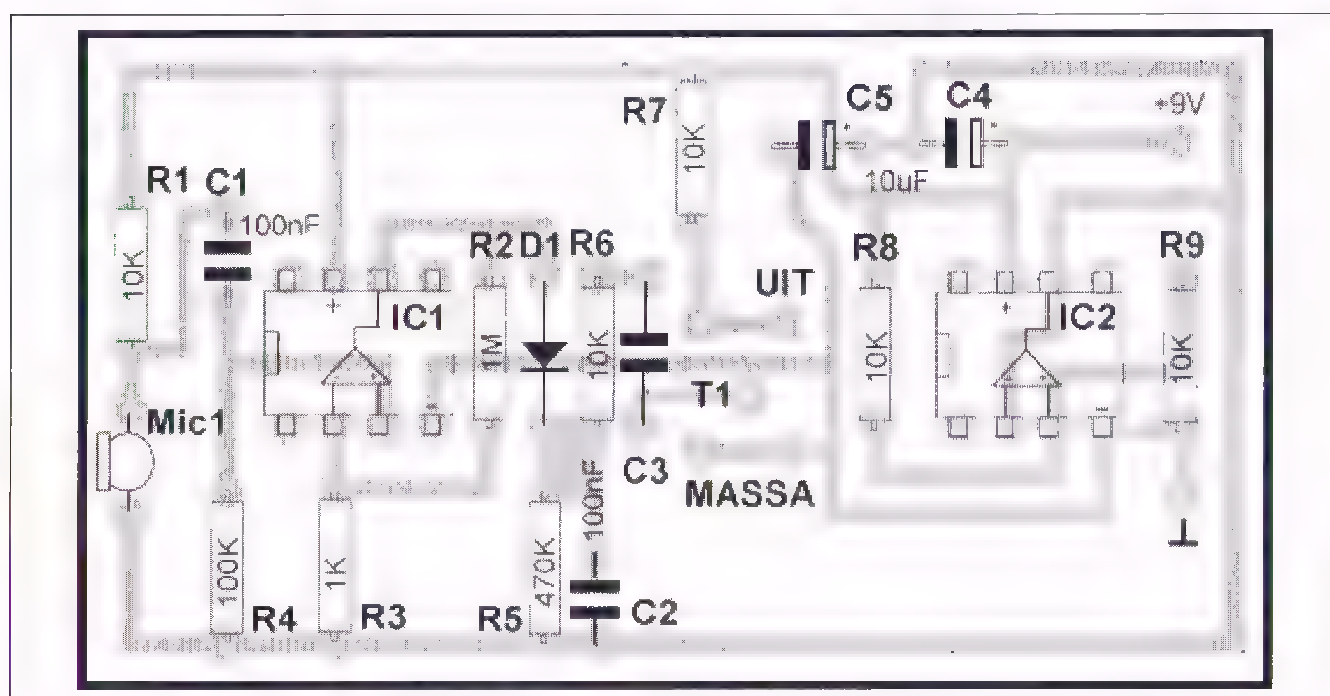 R7
10K
C5
C4
+9V
10uF
R1
C1
100nF
10K
R2
D1
R6
R8
R9
IC1
1M
10K
UIT
10K
IC2
10K
T1
Mic1
C3
MASSA
100nF
100K
1K
470K
R4
R3
R5
C2